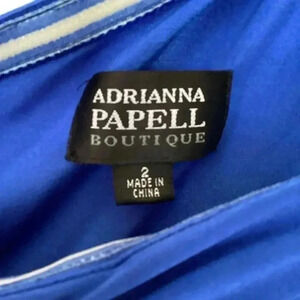 ADRIANNA
PAPELL
BOUTIQUE
2
MADE IN
CHINA